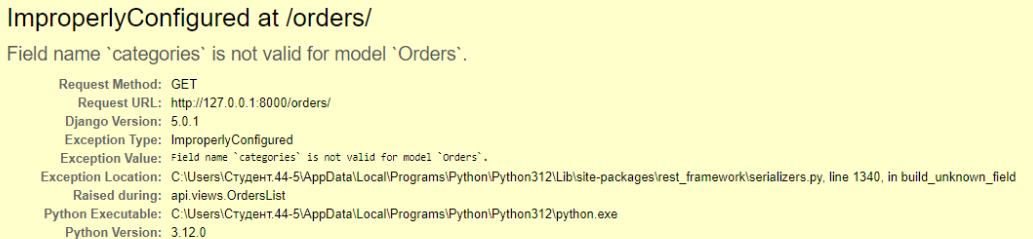 ImproperlyConfigured at /orders/
Field name `categories` is not valid for model `Orders`.
Request Method: GET
Request URL: http://127.0.0.1:8000/orders/
Django Version: 5.0.1
Exception Type: ImproperlyConfigured
Exception Value: Field name `categories` is not valid for model `Orders`.
Exception Location: C:\Users\Студент.44-5\AppData\Local\Programs\Python\Python312\Lib\site-packages\rest_framework\serializers.py, line 1340, in build_unknown_field
Raised during: api.views.OrdersList
Python Executable: C:\Users\Студент.44-5\AppData\Local\Programs\Python\Python312\python.exe
Python Version: 3.12.0